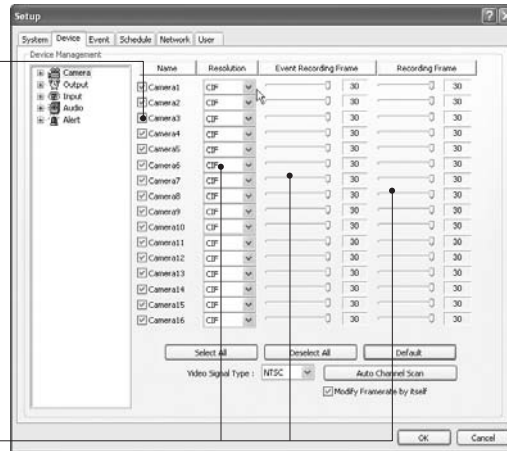 Setup
System Device Event Schedule Network User
Device Management
Camera
Output
Input
Audio
Alert
Name Resolution Event Recording Frame Recording Frame
Camera1 CIF 30 30
Camera2 CIF 30 30
Camera3 CIF 30 30
Camera4 CIF 30 30
Camera5 CIF 30 30
Camera6 CIF 30 30
Camera7 CIF 30 30
Camera8 CIF 30 30
Camera9 CIF 30 30
Camera10 CIF 30 30
Camera11 CIF 30 30
Camera12 CIF 30 30
Camera13 CIF 30 30
Camera14 CIF 30 30
Camera15 CIF 30 30
Camera16 CIF 30 30
Select All Deselect All Default
Video Signal Type : NTSC Auto Channel Scan
Modify Framerate by itself
OK Cancel